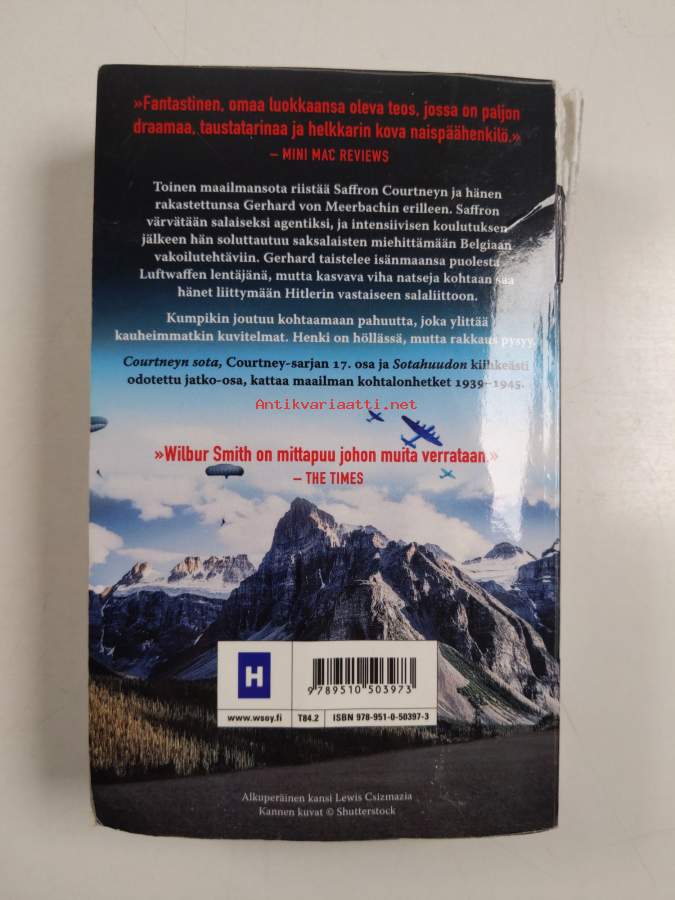 »Fantastinen, omaa luokkaansa oleva teos, jossa on paljon
draamaa, taustatarinaa ja helkkarin kova naispäähenkilö.»
– MINI MAC REVIEWS
Toinen maailmansota riistää Saffron Courtneyn ja hänen
rakastettunsa Gerhard von Meerbachin erilleen. Saffron
värvätään salaiseksi agentiksi, ja intensiivisen koulutuksen
jälkeen hän soluttautuu saksalaisten miehittämään Belgiaan
vakoilutehtäviin. Gerhard taistelee isänmaansa puolesta
Luftwaffen lentäjänä, mutta kasvava viha natseja kohtaan saa
hänet liittymään Hitlerin vastaiseen salaliittoon.
Kumpikin joutuu kohtaamaan pahuutta, joka ylittää
kauheimmatkin kuvitelmat. Henki on höllässä, mutta rakkaus pysyy.
Courtneyn sota, Courtney-sarjan 17. osa ja Sotahuudon kiihkeästi
odotettu jatko-osa, kattaa maailman kohtalonhetket 1939–1945.
Antikvariaatti.net
»Wilbur Smith on mittapuu johon muita verrataan.»
– THE TIMES
H
9 789510 503973
www.wsoy.fi
T84.2
ISBN 978-951-0-50397-3
Alkuperäinen kansi Lewis Csizmazia
Kannen kuvat © Shutterstock